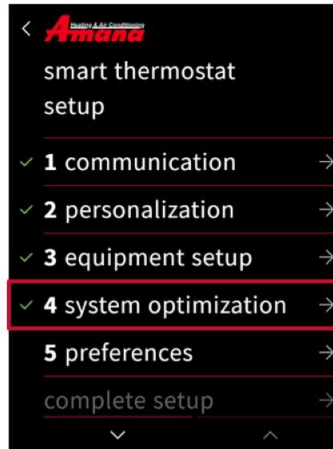 Heating & Air Conditioning
Amana
smart thermostat
setup
1 communication
2 personalization
3 equipment setup
4 system optimization
5 preferences
complete setup